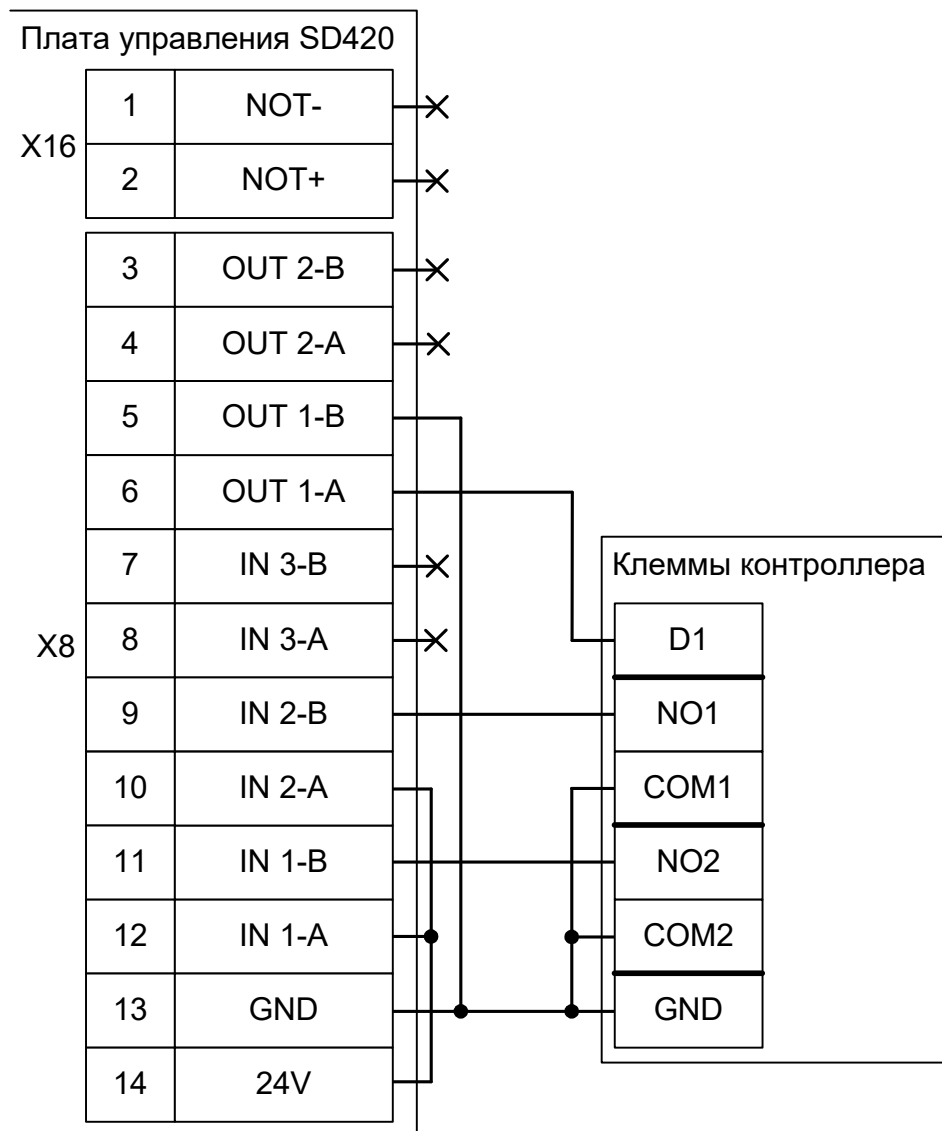 Плата управления SD420
X16
1 NOT-
2 NOT+
3 OUT 2-B
4 OUT 2-A
5 OUT 1-B
6 OUT 1-A
7 IN 3-B
X8
8 IN 3-A
9 IN 2-B
10 IN 2-A
11 IN 1-B
12 IN 1-A
13 GND
14 24V
Клеммы контроллера
D1
NO1
COM1
NO2
COM2
GND